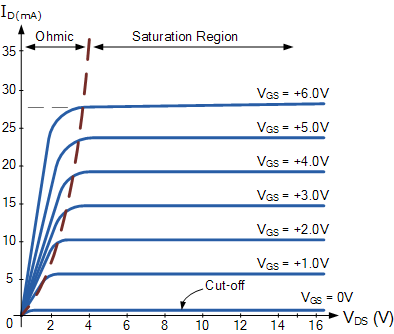 I D(mA)
Ohmic Saturation Region
35
30
VGS = +6.0V
25
VGS = +5.0V
20
VGS = +4.0V
15
VGS = +3.0V
10
VGS = +2.0V
VGS = +1.0V
5
Cut-off
VGS = 0V
0 2 4 6 8 10 12 14 16 VDS (V)